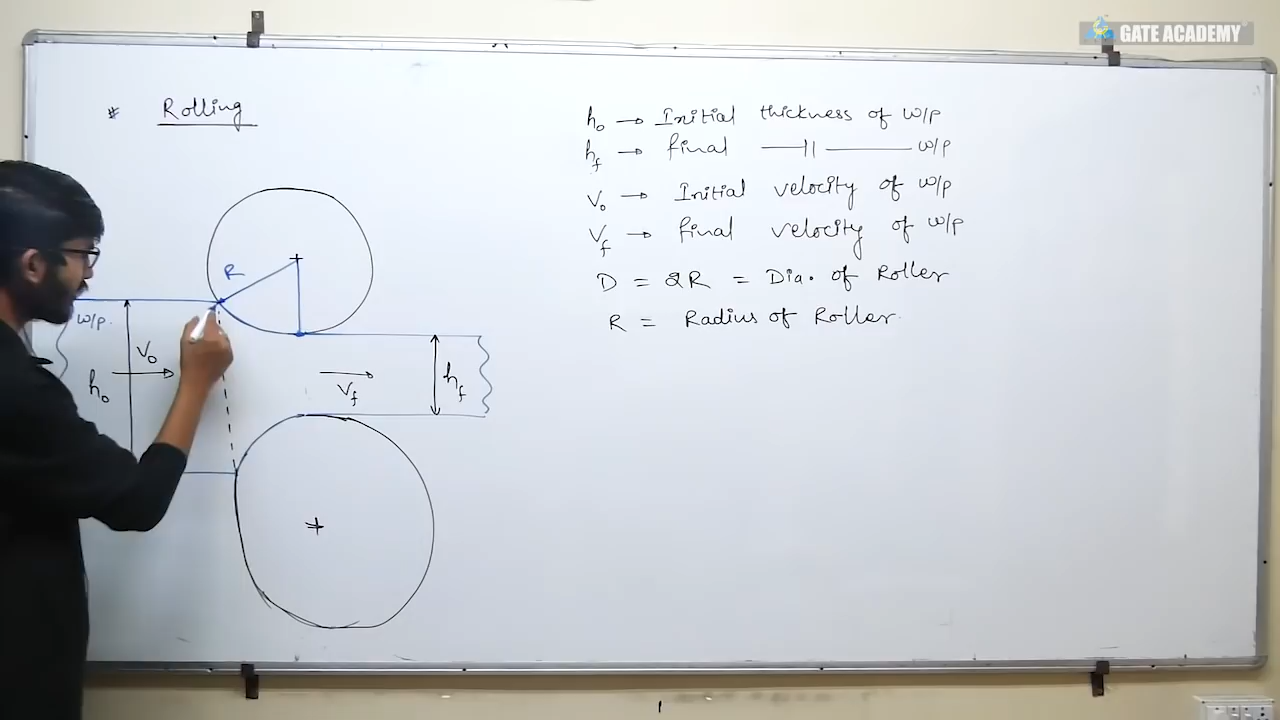 GATE ACADEMY
* Rolling
h₀ → Initial thickness of w/p
h_f → final —||— w/p
V₀ → Initial velocity of w/p
V_f → final velocity of w/p
D = 2R = Dia. of Roller
R = Radius of Roller.
R
w/p.
V₀
h₀
V_f
h_f